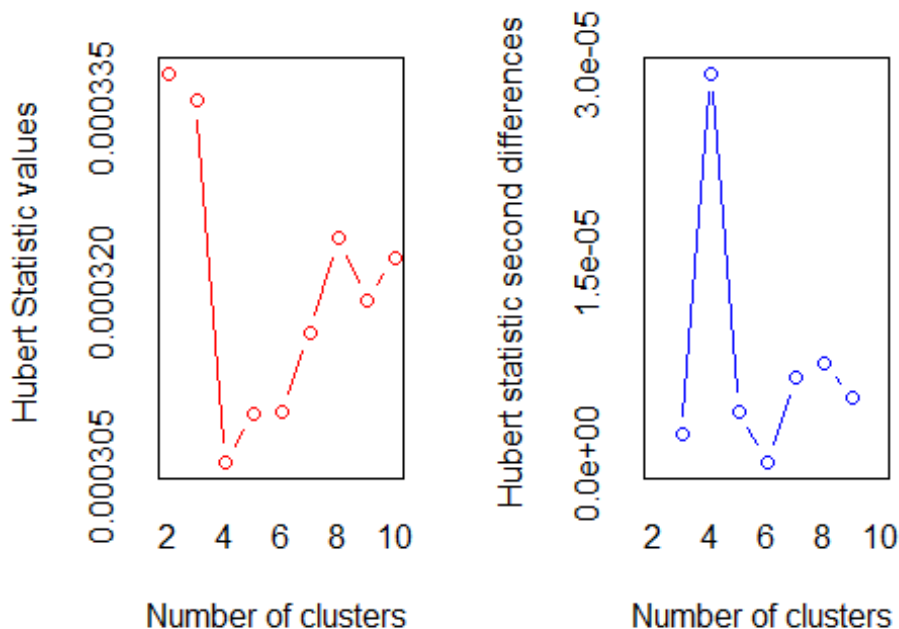 Hubert Statistic values
0.000305 0.000320 0.000335
2 4 6 8 10
Number of clusters
Hubert statistic second differences
0.0e+00 1.5e-05 3.0e-05
2 4 6 8 10
Number of clusters